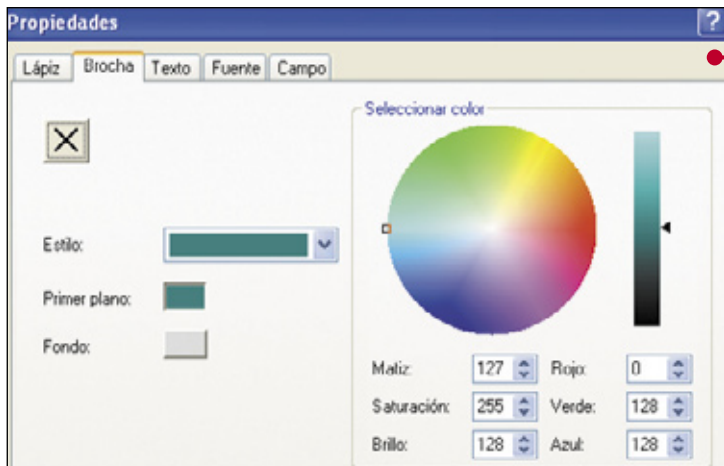 Propiedades ?
Lápiz Brocha Texto Fuente Campo
Seleccionar color
Estilo:
Primer plano:
Fondo:
Matiz: 127 Rojo: 0
Saturación: 255 Verde: 128
Brillo: 128 Azul: 128